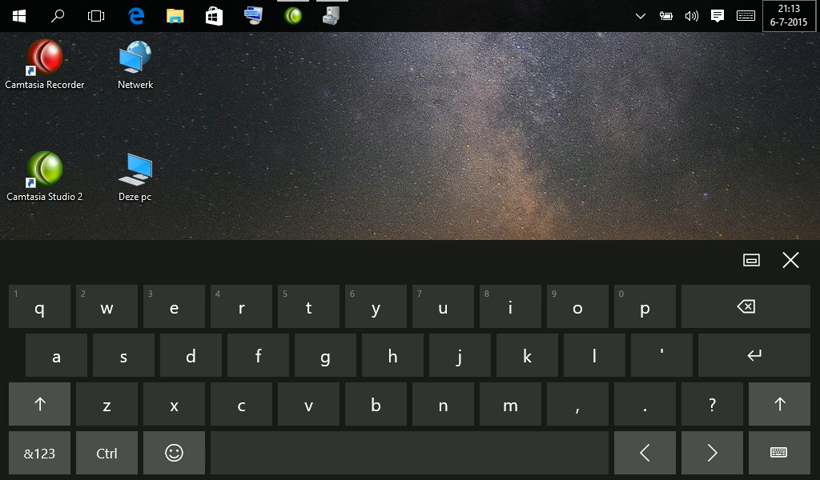 21:13
6-7-2015
Camtasia Recorder
Netwerk
Camtasia Studio 2
Deze pc
1 2 3 4 5 6 7 8 9 0
q w e r t y u i o p
a s d f g h j k l '
z x c v b n m , . ?
&123 Ctrl